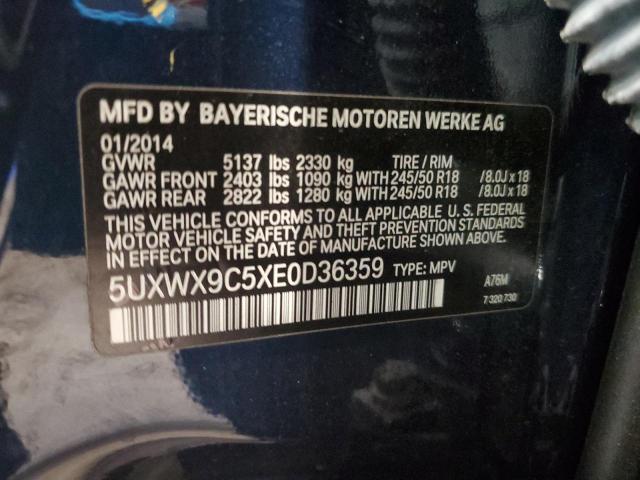 MFD BY BAYERISCHE MOTOREN WERKE AG
01/2014
GVWR 5137 lbs 2330 kg TIRE / RIM
GAWR FRONT 2403 lbs 1090 kg WITH 245/50 R18 /8.0J x 18
GAWR REAR 2822 lbs 1280 kg WITH 245/50 R18 /8.0J x 18
THIS VEHICLE CONFORMS TO ALL APPLICABLE U. S. FEDERAL
MOTOR VEHICLE SAFETY AND THEFT PREVENTION STANDARDS
IN EFFECT ON THE DATE OF MANUFACTURE SHOWN ABOVE.
5UXWX9C5XE0D36359 TYPE: MPV A76M
7 320 730